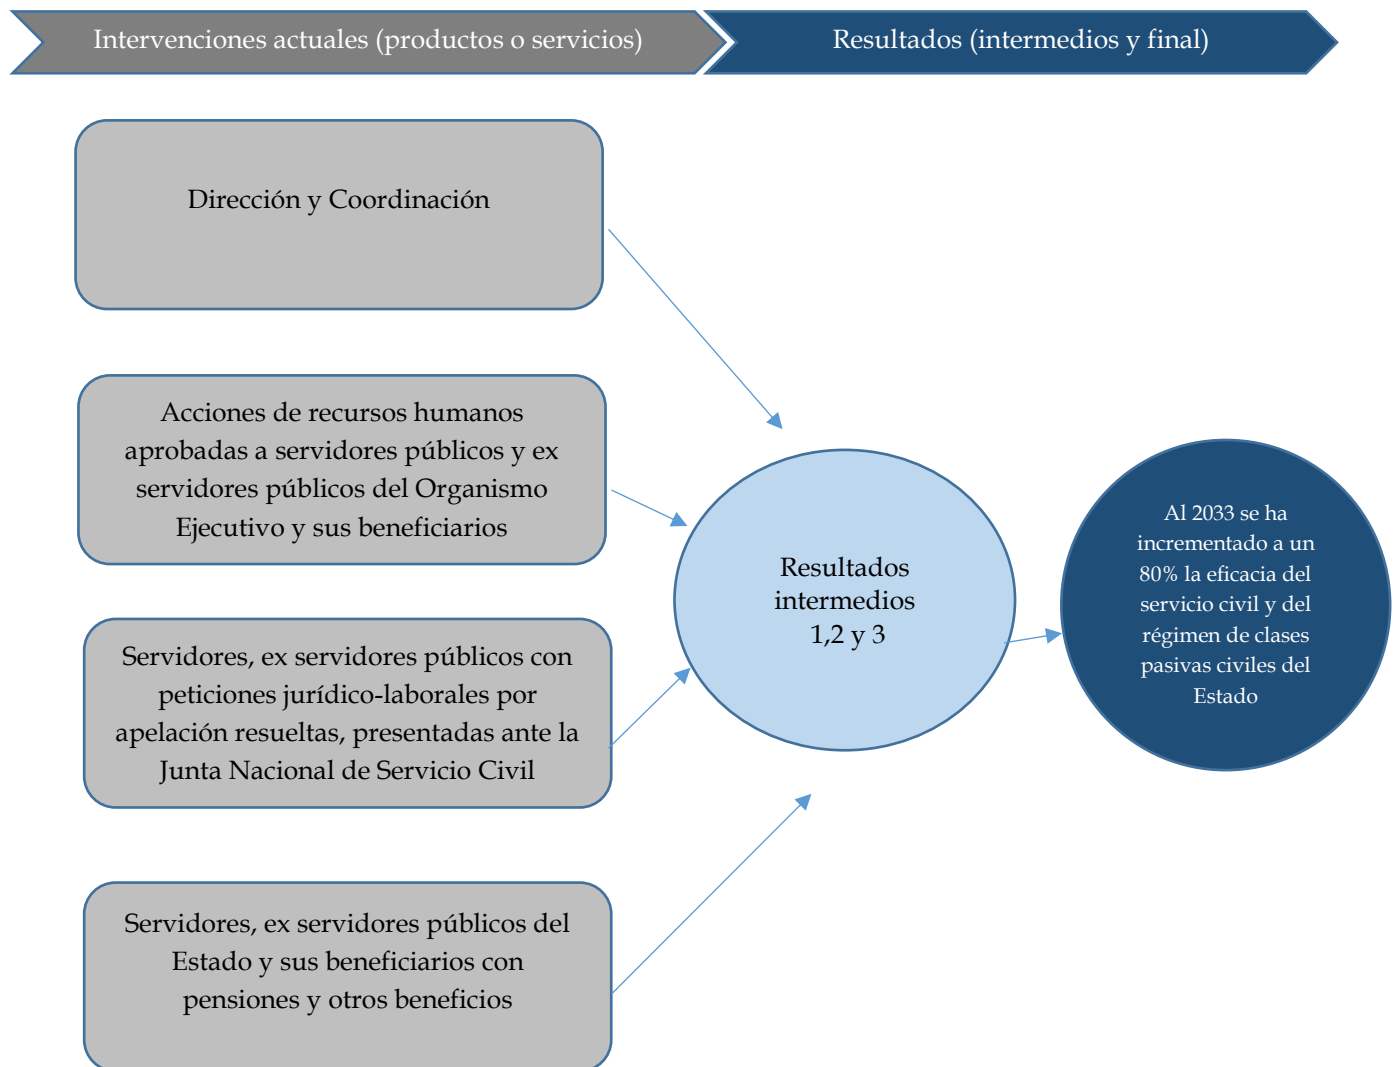 Intervenciones actuales (productos o servicios)
Resultados (intermedios y final)
Dirección y Coordinación
Acciones de recursos humanos
aprobadas a servidores públicos y ex
servidores públicos del Organismo
Ejecutivo y sus beneficiarios
Servidores, ex servidores públicos con
peticiones jurídico-laborales por
apelación resueltas, presentadas ante la
Junta Nacional de Servicio Civil
Servidores, ex servidores públicos del
Estado y sus beneficiarios con
pensiones y otros beneficios
Resultados
intermedios
1,2 y 3
Al 2033 se ha
incrementado a un
80% la eficacia del
servicio civil y del
régimen de clases
pasivas civiles del
Estado